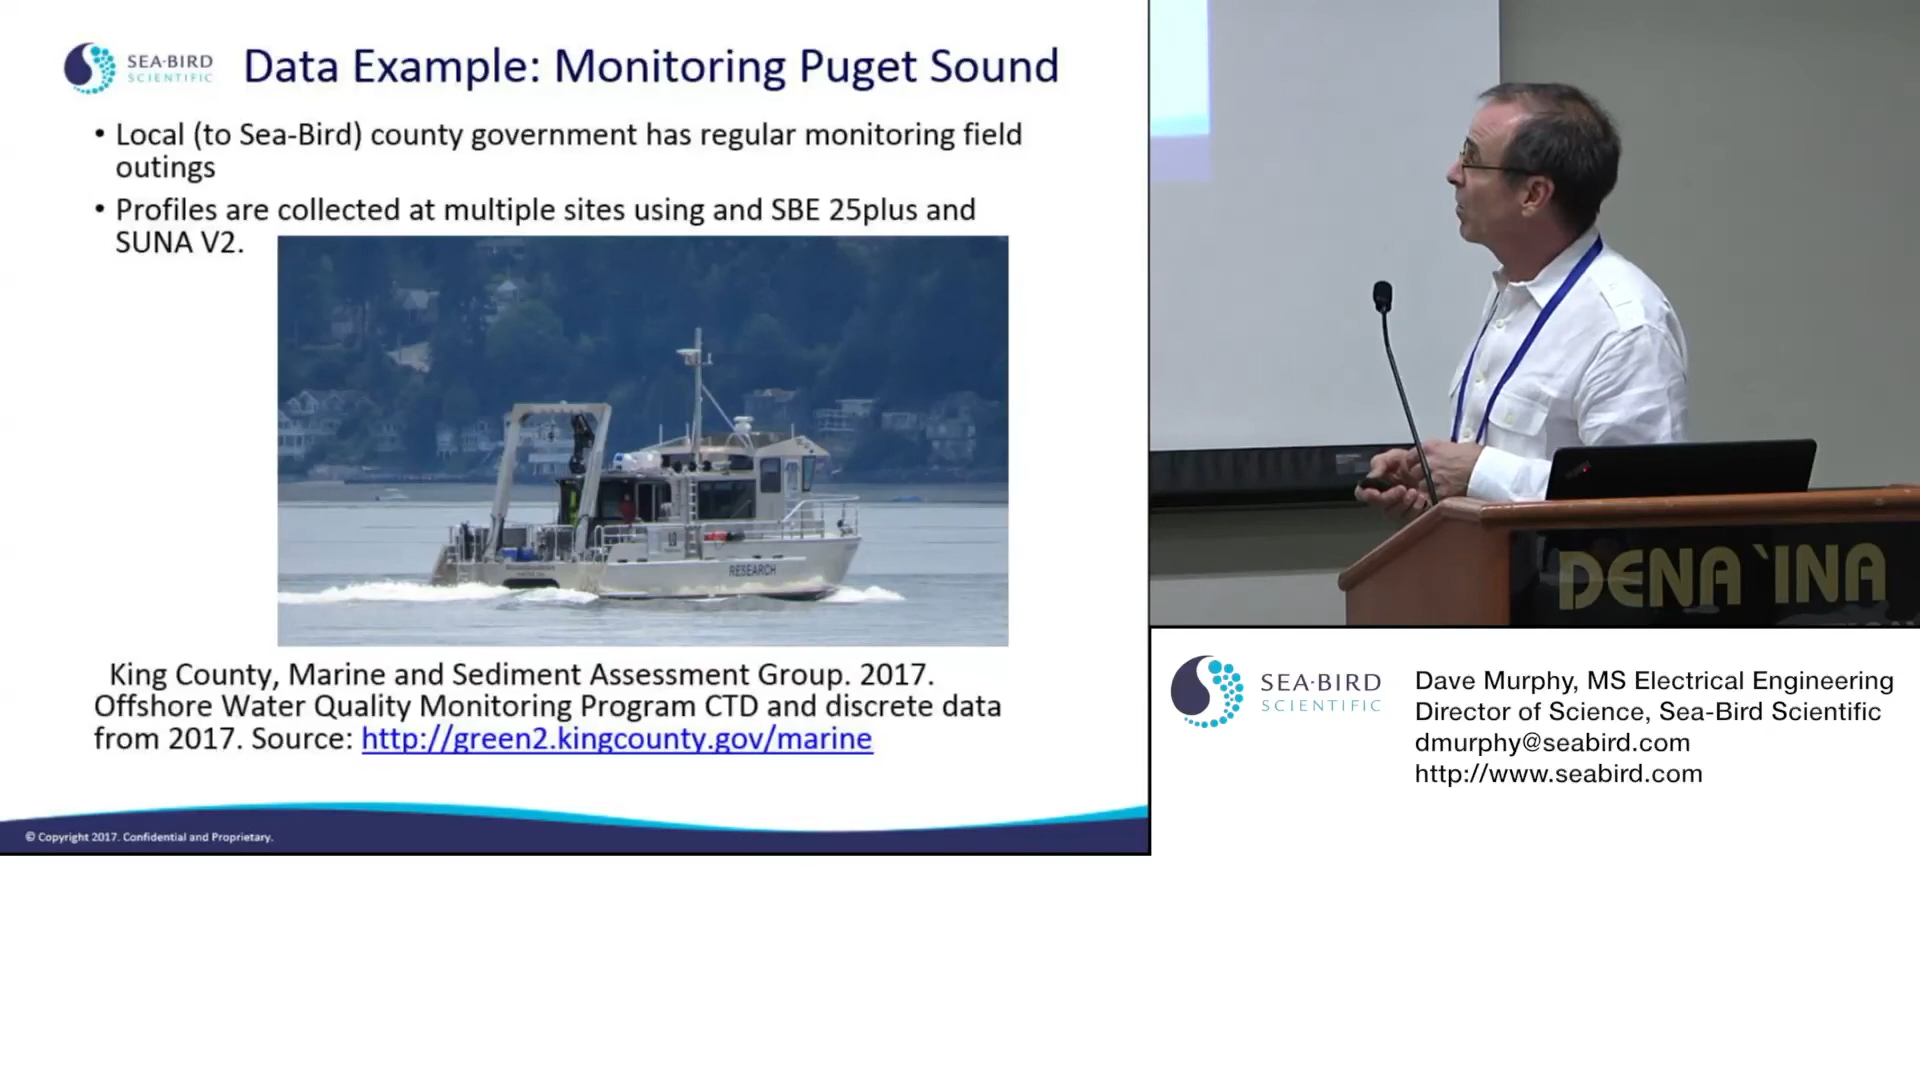 SEA·BIRD
SCIENTIFIC
Data Example: Monitoring Puget Sound
• Local (to Sea-Bird) county government has regular monitoring field
outings
• Profiles are collected at multiple sites using and SBE 25plus and
SUNA V2.
RESEARCH
King County, Marine and Sediment Assessment Group. 2017.
Offshore Water Quality Monitoring Program CTD and discrete data
from 2017. Source: http://green2.kingcounty.gov/marine
© Copyright 2017. Confidential and Proprietary.
DENA`INA
SEA·BIRD
SCIENTIFIC
Dave Murphy, MS Electrical Engineering
Director of Science, Sea-Bird Scientific
dmurphy@seabird.com
http://www.seabird.com